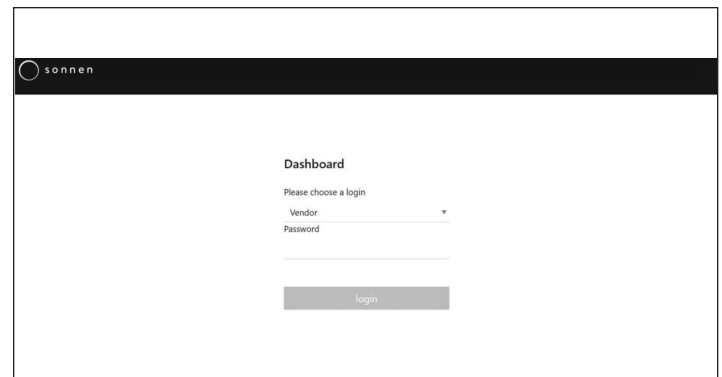 sonnen
Dashboard
Please choose a login
Vendor
Password
login